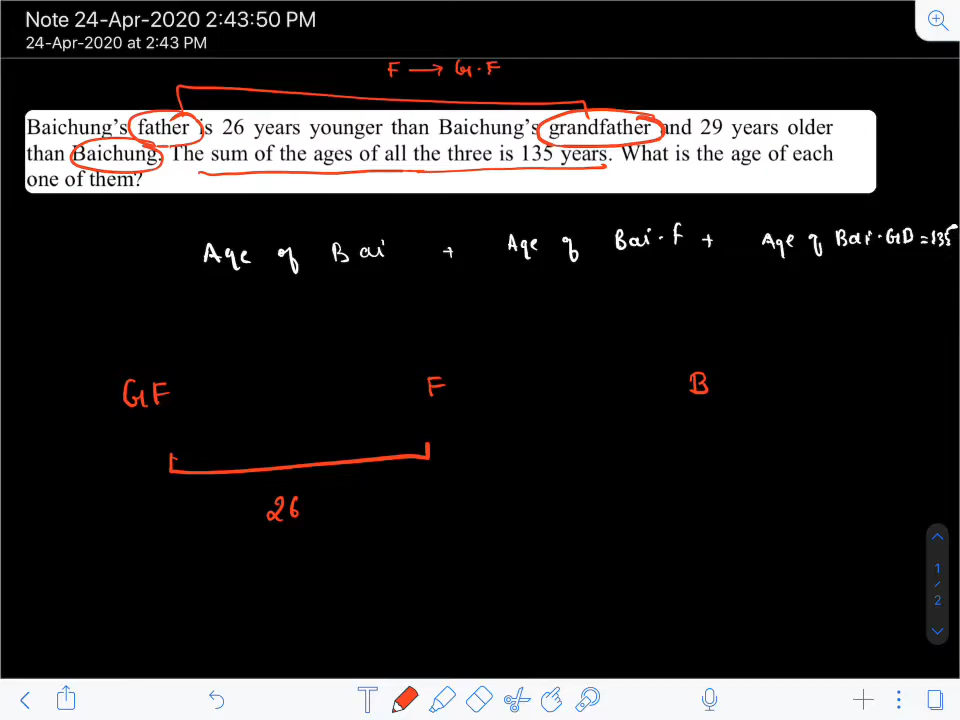 Note 24-Apr-2020 2:43:50 PM
24-Apr-2020 at 2:43 PM
F → G.F
Baichung's father is 26 years younger than Baichung's grandfather and 29 years older
than Baichung. The sum of the ages of all the three is 135 years. What is the age of each
one of them?
Age of Bai + Age of Bai.F + Age of Bai.GD=135
GF F B
26
1
/
2
T